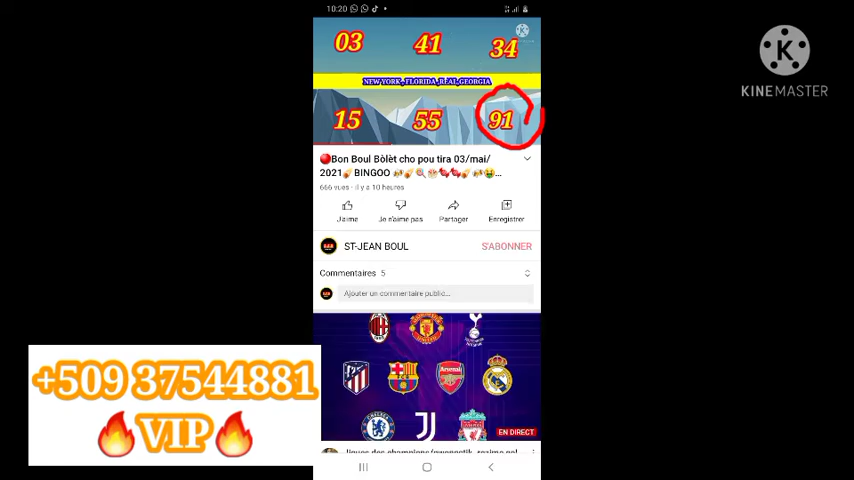 10:20
03 41 34
NEW YORK, FLORIDA, REAL, GEORGIA
15 55 91
🔴Bon Boul Bòlèt cho pou tira 03/mai/
2021 BINGOO
666 vues · il y a 10 heures
J'aime Je n'aime pas Partager Enregistrer
ST-JEAN BOUL S'ABONNER
Commentaires 5
Ajouter un commentaire public...
Arsenal
CHELSEA
EN DIRECT
KINEMASTER
+509 37544881
🔥VIP🔥